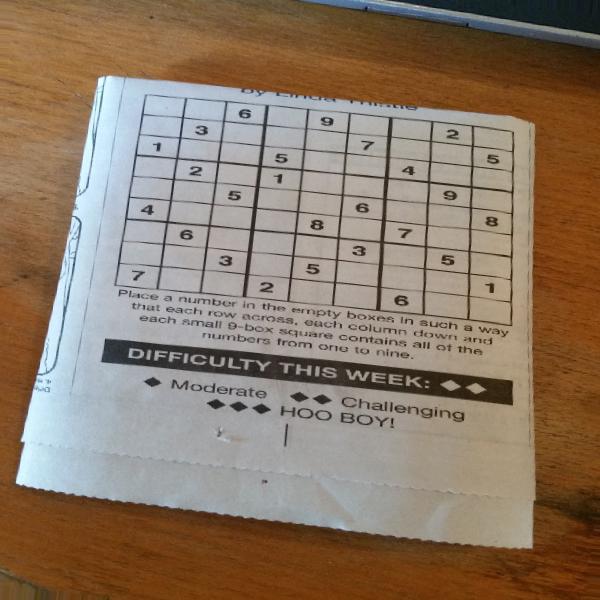 By Linda Thistle
6 9 2
3 7 5
1 5 4
2 1 9
5 6 8
4 8 7
6 3 5
3 5 1
7 2 6
Place a number in the empty boxes in such a way
that each row across, each column down and
each small 9-box square contains all of the
numbers from one to nine.
DIFFICULTY THIS WEEK: ◆◆
◆ Moderate ◆◆ Challenging
◆◆◆ HOO BOY!